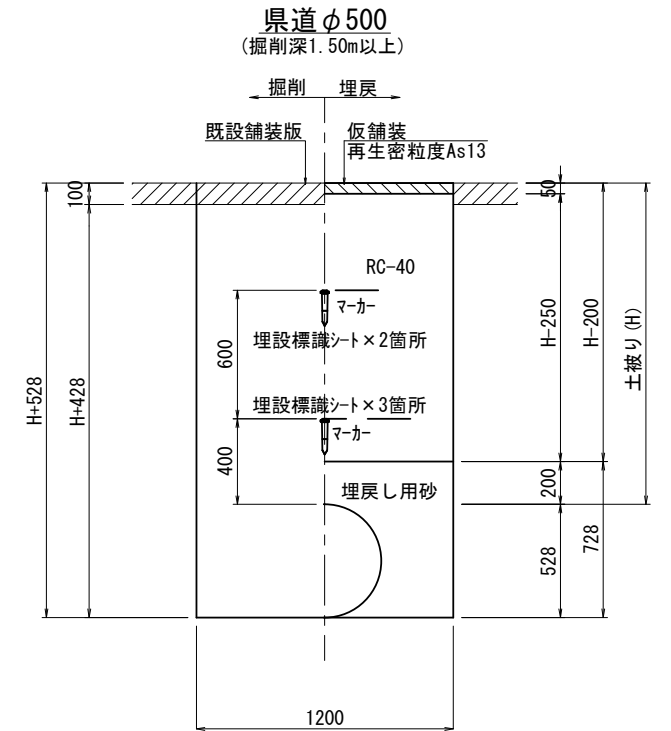 県道φ500
(掘削深1.50m以上)
掘削 埋戻
既設舗装版
仮舗装
再生密粒度As13
100
50
RC-40
マーカー
埋設標識シート×2箇所
600
埋設標識シート×3箇所
マーカー
400
埋戻し用砂
H+528
H+428
H-250
H-200
土被り(H)
200
528
728
1200